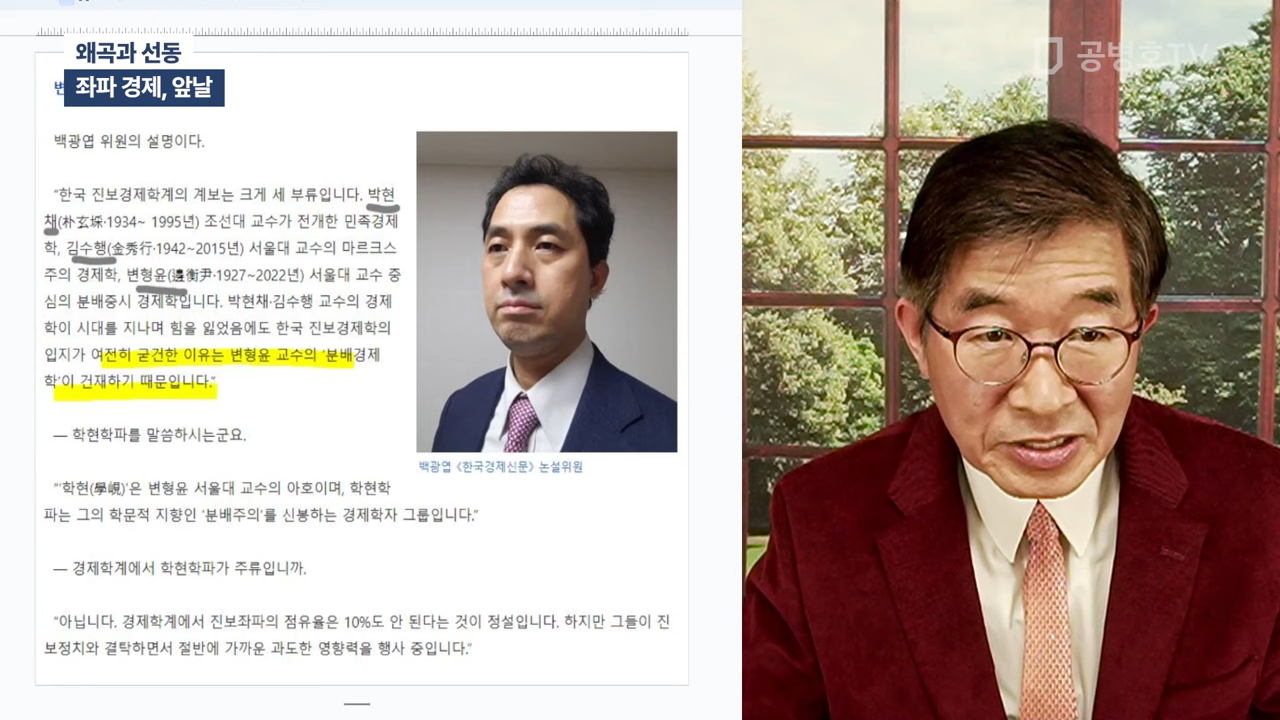 왜곡과 선동
좌파 경제, 앞날
공병호TV
백광엽 위원의 설명이다.
“한국 진보경제학계의 계보는 크게 세 부류입니다. 박현
채(朴玄埰·1934~ 1995년) 조선대 교수가 전개한 민족경제
학, 김수행(金秀行·1942~2015년) 서울대 교수의 마르크스
주의 경제학, 변형윤(邊衡尹·1927~2022년) 서울대 교수 중
심의 분배중시 경제학입니다. 박현채·김수행 교수의 경제
학이 시대를 지나며 힘을 잃었음에도 한국 진보경제학의
입지가 여전히 굳건한 이유는 변형윤 교수의 ‘분배경제
학’이 건재하기 때문입니다.”
— 학현학파를 말씀하시는군요.
“‘학현(學峴)’은 변형윤 서울대 교수의 아호이며, 학현학
파는 그의 학문적 지향인 ‘분배주의’를 신봉하는 경제학자 그룹입니다.”
— 경제학계에서 학현학파가 주류입니까.
“아닙니다. 경제학계에서 진보좌파의 점유율은 10%도 안 된다는 것이 정설입니다. 하지만 그들이 진
보정치와 결탁하면서 절반에 가까운 과도한 영향력을 행사 중입니다.”
백광엽 《한국경제신문》 논설위원